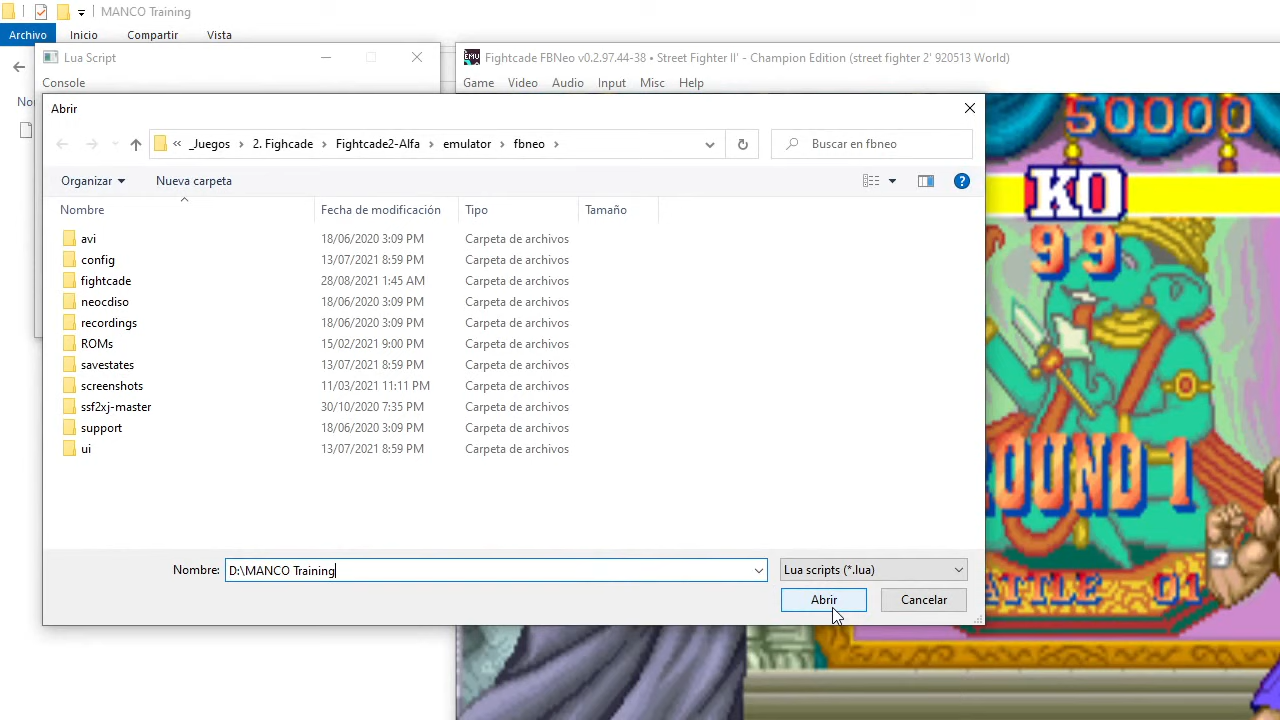 MANCO Training
Archivo Inicio Compartir Vista
Lua Script
Console
Fightcade FBNeo v0.2.97.44-38 • Street Fighter II' - Champion Edition (street fighter 2' 920513 World)
Game Video Audio Input Misc Help
Abrir
« _Juegos › 2. Fighcade › Fightcade2-Alfa › emulator › fbneo ›
Buscar en fbneo
Organizar Nueva carpeta
Nombre Fecha de modificación Tipo Tamaño
avi 18/06/2020 3:09 PM Carpeta de archivos
config 13/07/2021 8:59 PM Carpeta de archivos
fightcade 28/08/2021 1:45 AM Carpeta de archivos
neocdiso 18/06/2020 3:09 PM Carpeta de archivos
recordings 18/06/2020 3:09 PM Carpeta de archivos
ROMs 15/02/2021 9:00 PM Carpeta de archivos
savestates 13/07/2021 8:59 PM Carpeta de archivos
screenshots 11/03/2021 11:11 PM Carpeta de archivos
ssf2xj-master 30/10/2020 7:35 PM Carpeta de archivos
support 18/06/2020 3:09 PM Carpeta de archivos
ui 13/07/2021 8:59 PM Carpeta de archivos
Nombre: D:\MANCO Training
Lua scripts (*.lua)
Abrir Cancelar
50000
KO
99
OUND 1
ATTLE 01